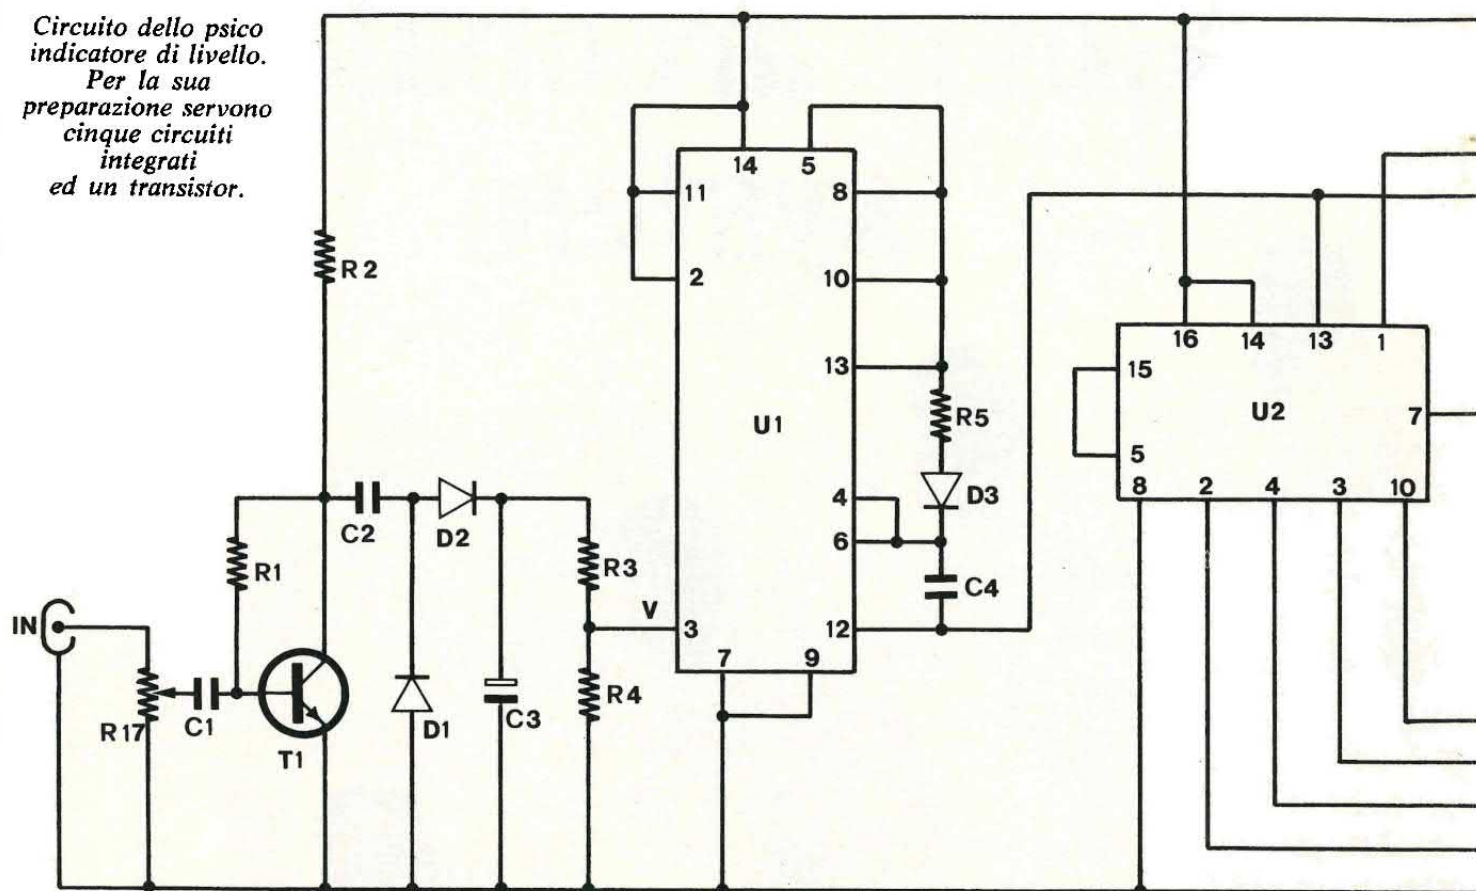 Circuito dello psico
indicatore di livello.
Per la sua
preparazione servono
cinque circuiti
integrati
ed un transistor.
14
5
11
8
R2
2
10
16
14
13
1
13
15
R5
U1
U2
7
5
4
D3
8
2
4
3
10
C2
D2
6
R1
R3
C4
IN
V
3
12
7
9
R4
R17
C1
D1
C3
T1